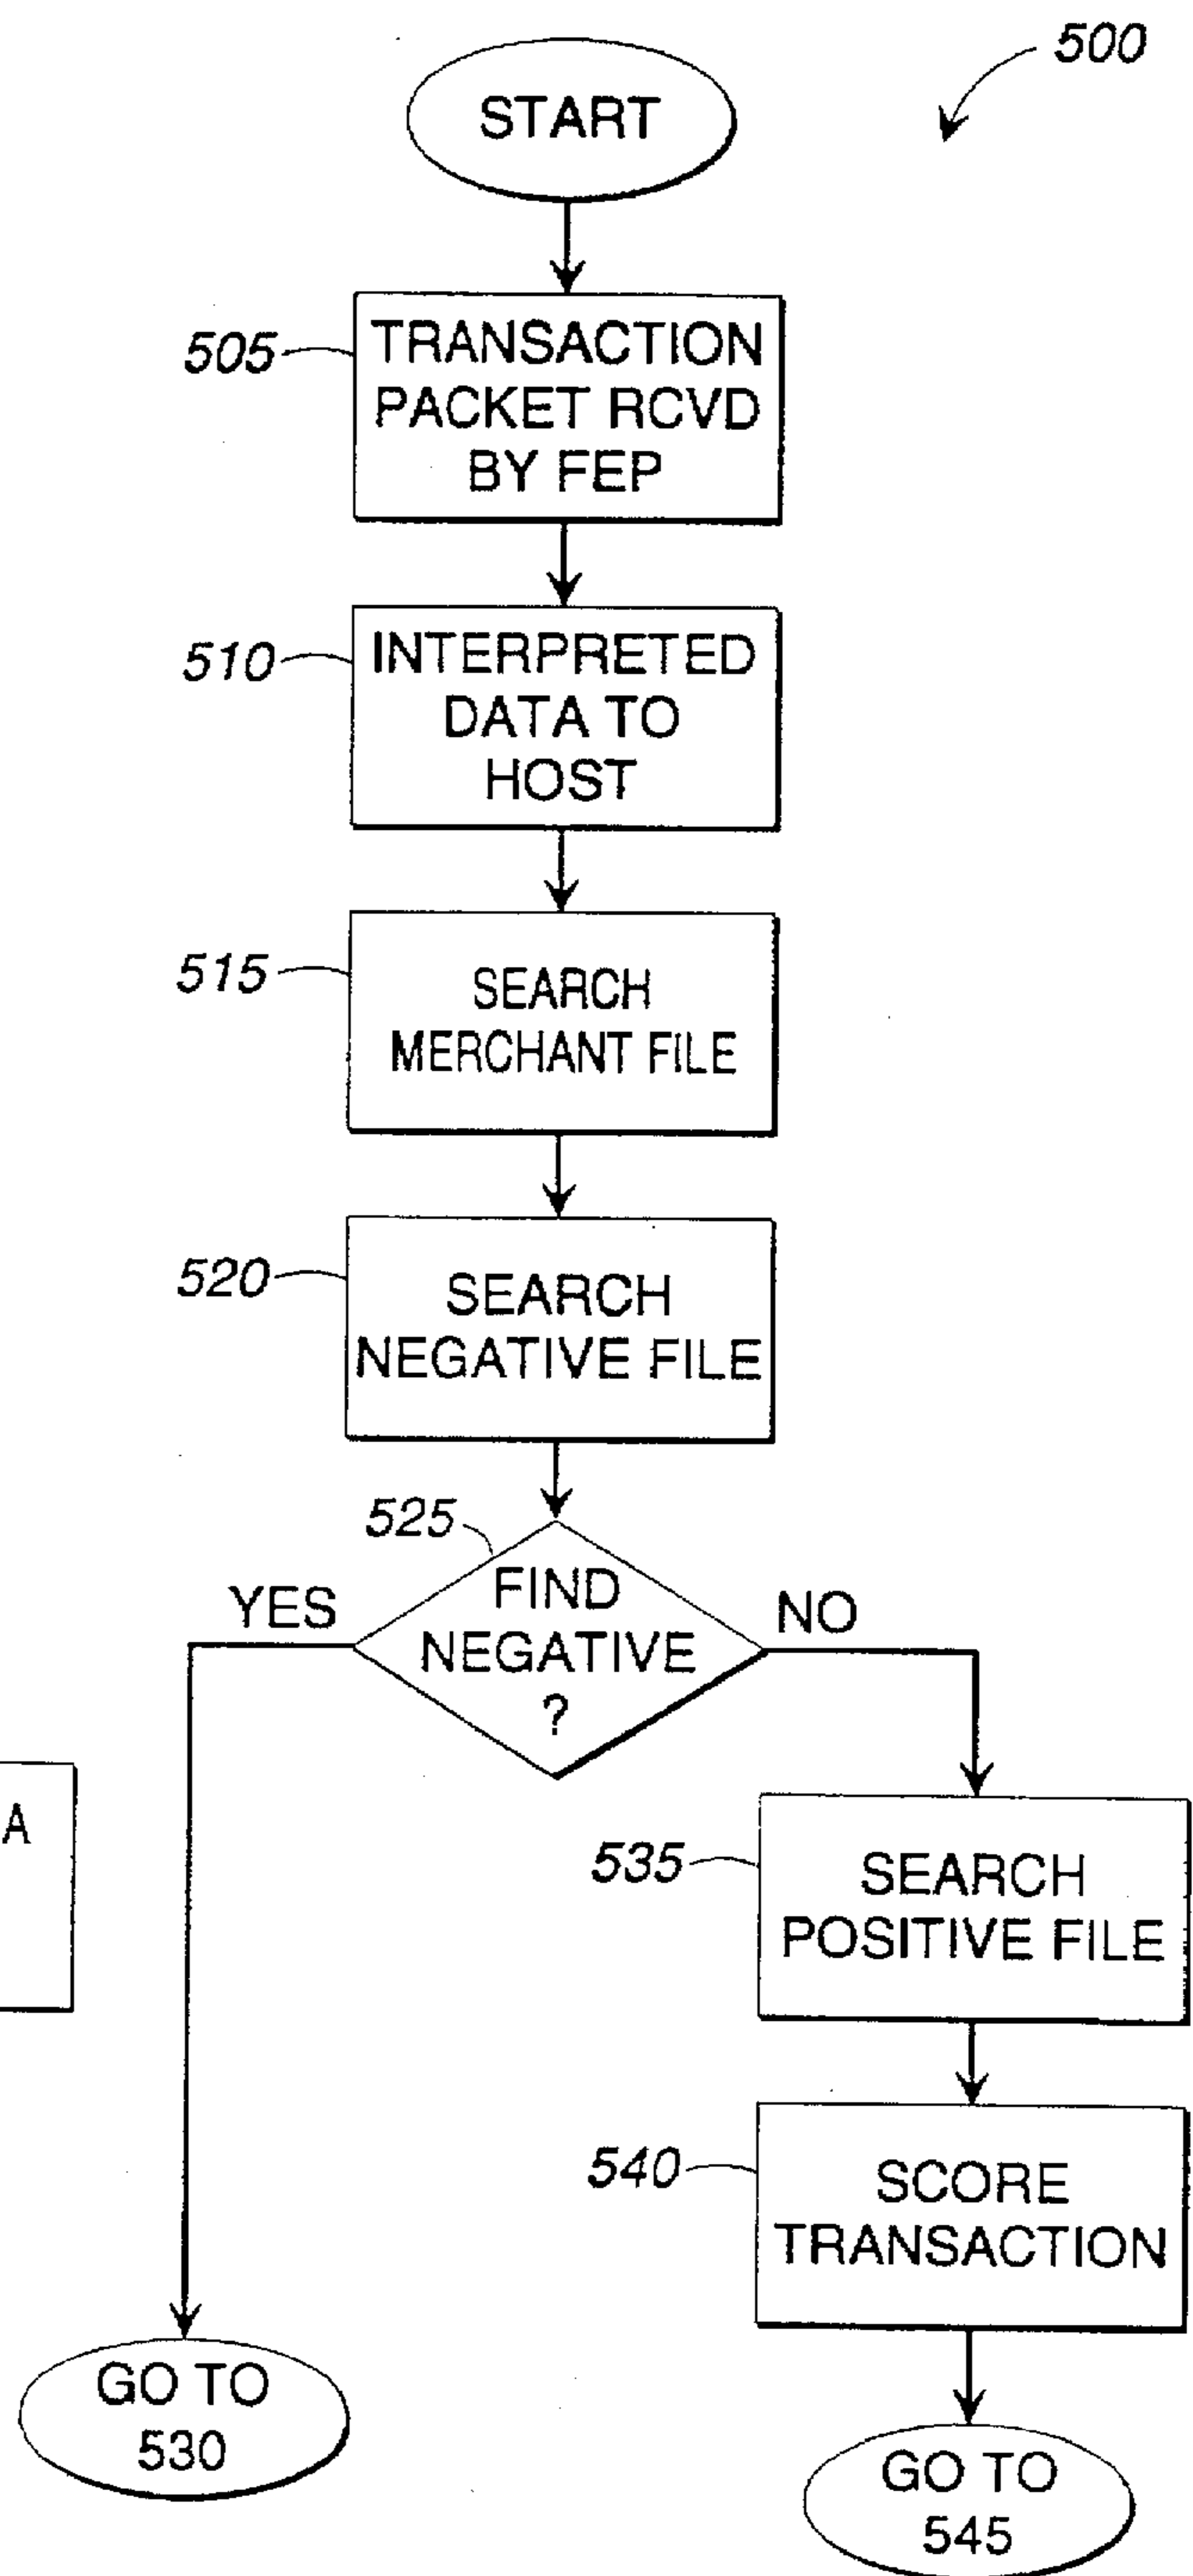 500
START
505
TRANSACTION
PACKET RCVD
BY FEP
510
INTERPRETED
DATA TO
HOST
515
SEARCH
MERCHANT FILE
520
SEARCH
NEGATIVE FILE
525
FIND
NEGATIVE
?
YES
NO
A
535
SEARCH
POSITIVE FILE
540
SCORE
TRANSACTION
GO TO
530
GO TO
545